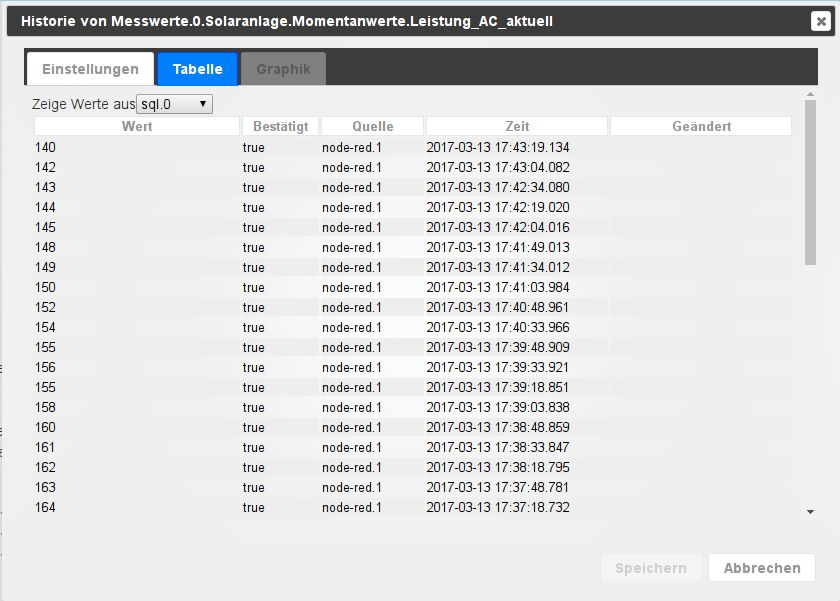 Historie von Messwerte.0.Solaranlage.Momentanwerte.Leistung_AC_aktuell
Einstellungen Tabelle Graphik
Zeige Werte aus sql.0
Wert Bestätigt Quelle Zeit Geändert
140 true node-red.1 2017-03-13 17:43:19.134
142 true node-red.1 2017-03-13 17:43:04.082
143 true node-red.1 2017-03-13 17:42:34.080
144 true node-red.1 2017-03-13 17:42:19.020
145 true node-red.1 2017-03-13 17:42:04.016
148 true node-red.1 2017-03-13 17:41:49.013
149 true node-red.1 2017-03-13 17:41:34.012
150 true node-red.1 2017-03-13 17:41:03.984
152 true node-red.1 2017-03-13 17:40:48.961
154 true node-red.1 2017-03-13 17:40:33.966
155 true node-red.1 2017-03-13 17:39:48.909
156 true node-red.1 2017-03-13 17:39:33.921
155 true node-red.1 2017-03-13 17:39:18.851
158 true node-red.1 2017-03-13 17:39:03.838
160 true node-red.1 2017-03-13 17:38:48.859
161 true node-red.1 2017-03-13 17:38:33.847
162 true node-red.1 2017-03-13 17:38:18.795
163 true node-red.1 2017-03-13 17:37:48.781
164 true node-red.1 2017-03-13 17:37:18.732
Speichern Abbrechen